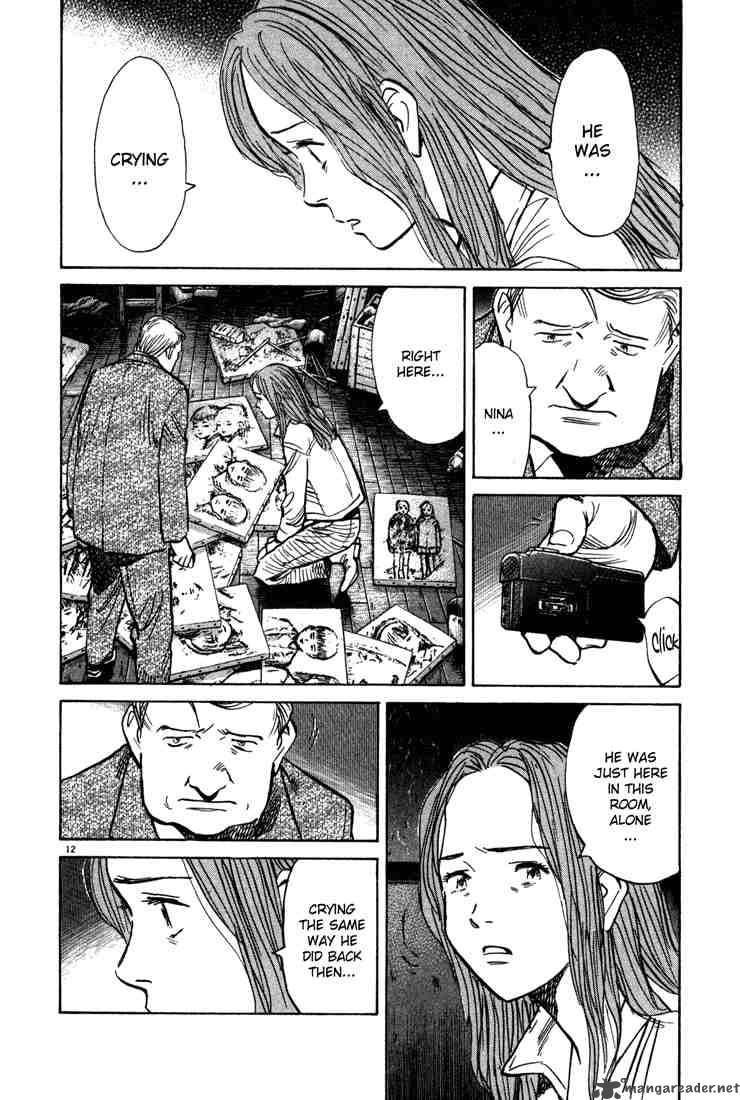 HE
WAS
...
CRYING
...
RIGHT
HERE...
NINA
...
CLICK
HE WAS
JUST HERE
IN THIS
ROOM,
ALONE
...
12
CRYING
THE SAME
WAY HE
DID BACK
THEN...
mangareader.net